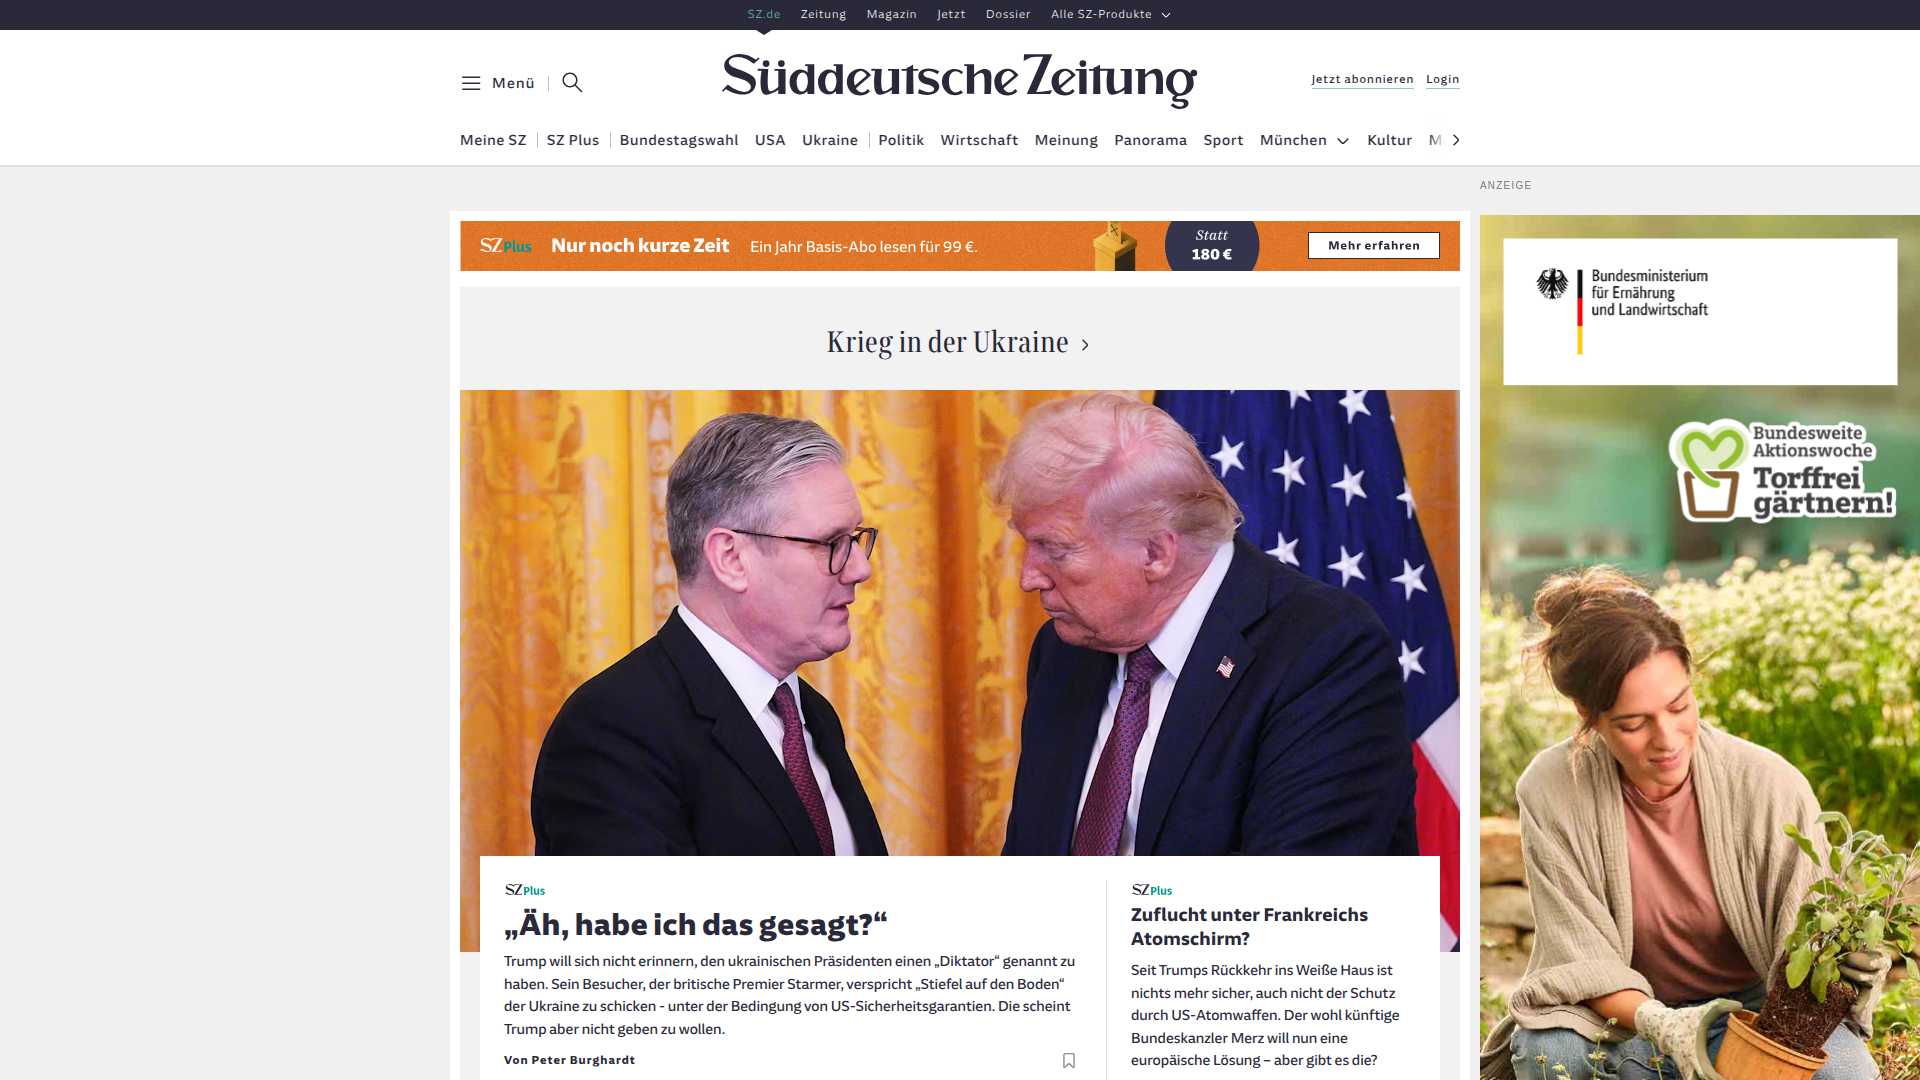 SZ.de Zeitung Magazin Jetzt Dossier Alle SZ-Produkte
Menü
Süddeutsche Zeitung
Jetzt abonnieren Login
Meine SZ SZ Plus Bundestagswahl USA Ukraine Politik Wirtschaft Meinung Panorama Sport München Kultur M
ANZEIGE
SZ Plus Nur noch kurze Zeit Ein Jahr Basis-Abo lesen für 99 €.
Statt
180 €
Mehr erfahren
Krieg in der Ukraine
Bundesministerium
für Ernährung
und Landwirtschaft
Bundesweite
Aktionswoche
Torffrei
gärtnern!
SZ Plus
„Äh, habe ich das gesagt?“
Trump will sich nicht erinnern, den ukrainischen Präsidenten einen „Diktator“ genannt zu
haben. Sein Besucher, der britische Premier Starmer, verspricht „Stiefel auf den Boden“
der Ukraine zu schicken - unter der Bedingung von US-Sicherheitsgarantien. Die scheint
Trump aber nicht geben zu wollen.
Von Peter Burghardt
SZ Plus
Zuflucht unter Frankreichs
Atomschirm?
Seit Trumps Rückkehr ins Weiße Haus ist
nichts mehr sicher, auch nicht der Schutz
durch US-Atomwaffen. Der wohl künftige
Bundeskanzler Merz will nun eine
europäische Lösung – aber gibt es die?